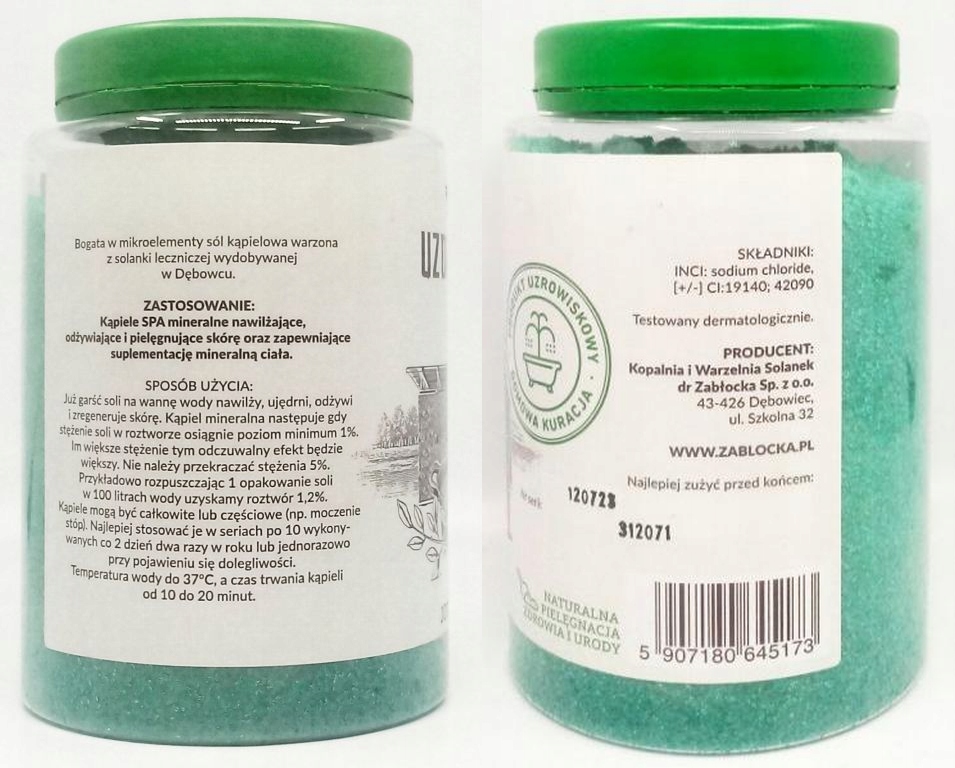 Bogata w mikroelementy sól kąpielowa warzona
z solanki leczniczej wydobywanej
w Dębowcu.
ZASTOSOWANIE:
Kąpiele SPA mineralne nawilżające,
odżywiające i pielęgnujące skórę oraz zapewniające
suplementację mineralną ciała.
SPOSÓB UŻYCIA:
Już garść soli na wannę wody nawilży, ujędrni, odżywi
i zregeneruje skórę. Kąpiel mineralna następuje gdy
stężenie soli w roztworze osiągnie poziom minimum 1%.
Im większe stężenie tym odczuwalny efekt będzie
większy. Nie należy przekraczać stężenia 5%.
Przykładowo rozpuszczając 1 opakowanie soli
w 100 litrach wody uzyskamy roztwór 1,2%.
Kąpiele mogą być całkowite lub częściowe (np. moczenie
stóp). Najlepiej stosować je w seriach po 10 wykony-
wanych co 2 dzień dwa razy w roku lub jednorazowo
przy pojawieniu się dolegliwości.
Temperatura wody do 37°C, a czas trwania kąpieli
od 10 do 20 minut.
UZD
UZROWISKOWY
DOMOWA KURACJA
SKŁADNIKI:
INCI: sodium chloride,
[+/-] CI:19140; 42090
Testowany dermatologicznie.
PRODUCENT:
Kopalnia i Warzelnia Solanek
dr Zabłocka Sp. z o.o.
43-426 Dębowiec,
ul. Szkolna 32
WWW.ZABLOCKA.PL
Najlepiej zużyć przed końcem:
nr serii
120723
312071
NATURALNA
PIELĘGNACJA
ZDROWIA I URODY
5 907180 645173